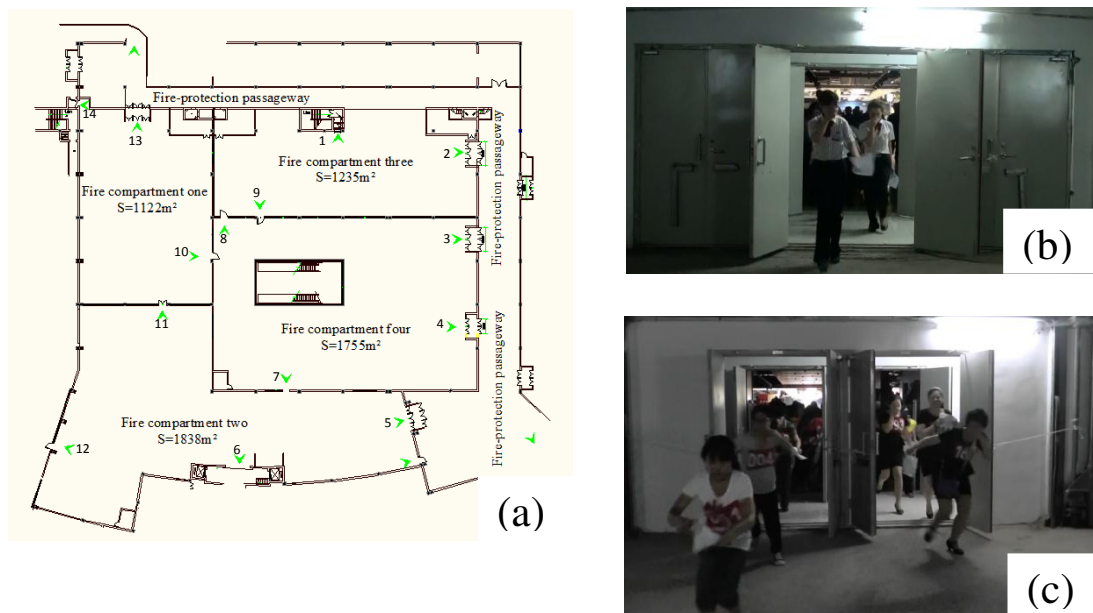 Fire-protection passageway
14
13
1
2
Fire compartment three
S=1235m²
Fire-protection passageway
Fire compartment one
S=1122m²
9
8
3
10
11
Fire compartment four
S=1755m²
4
Fire-protection passageway
7
5
Fire compartment two
S=1838m²
12
6
(a)
(b)
(c)